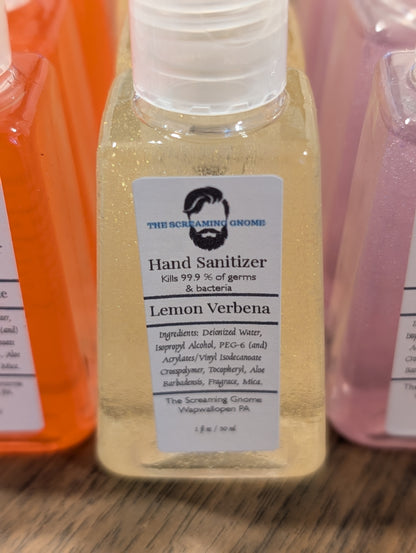 THE SCREAMING GNOME
Hand Sanitizer
Kills 99.9 % of germs
& bacteria
Lemon Verbena
Ingredients: Deionized Water,
Isopropyl Alcohol, PEG-6 (and)
Acrylates/Vinyl Isodecanoate
Crosspolymer, Tocopheryl, Aloe
Barbadensis, Fragrace, Mica.
The Screaming Gnome
Wapwallopen PA
1 fl oz / 30 ml